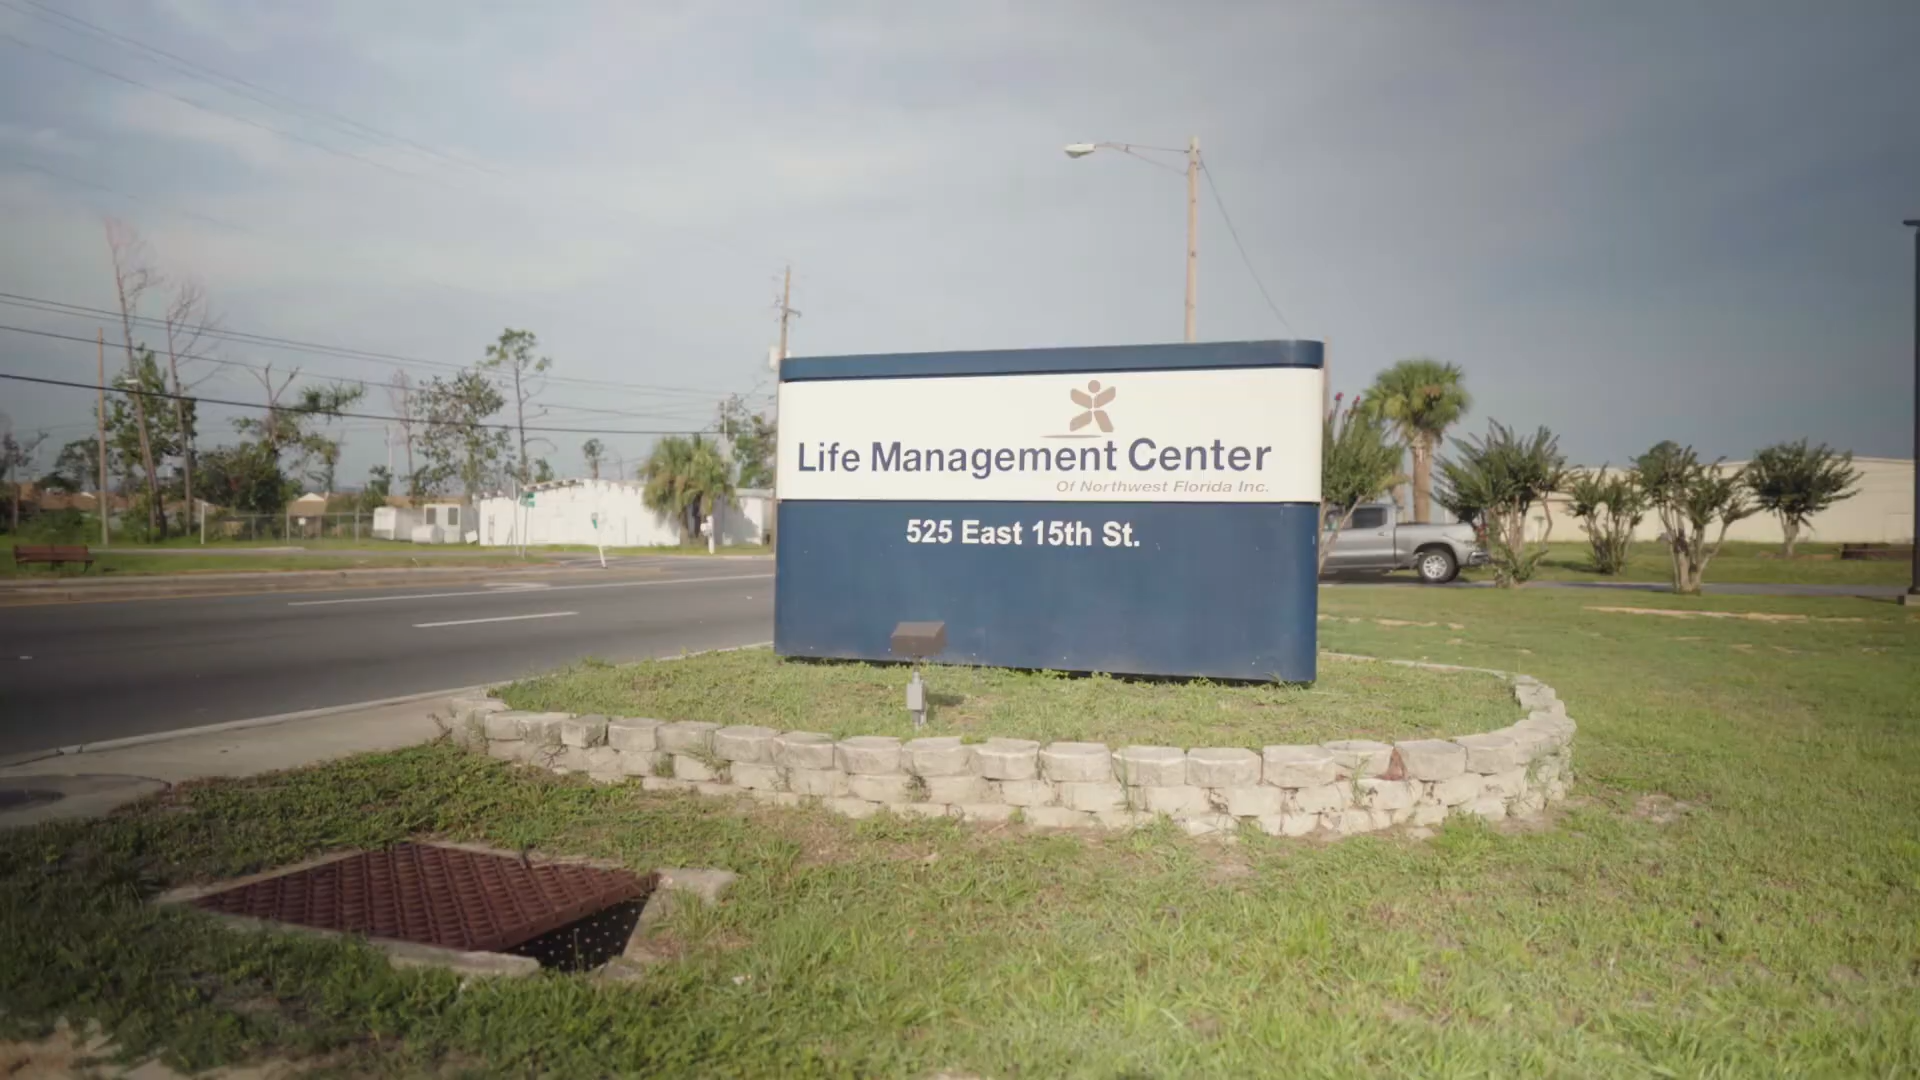 Life Management Center
Of Northwest Florida Inc.
525 East 15th St.